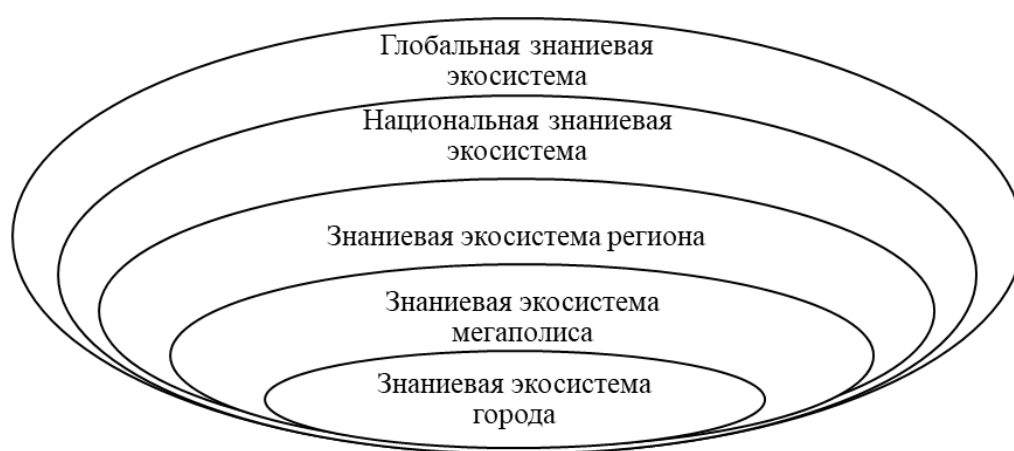 Глобальная знаниевая
экосистема
Национальная знаниевая
экосистема
Знаниевая экосистема региона
Знаниевая экосистема
мегаполиса
Знаниевая экосистема
города